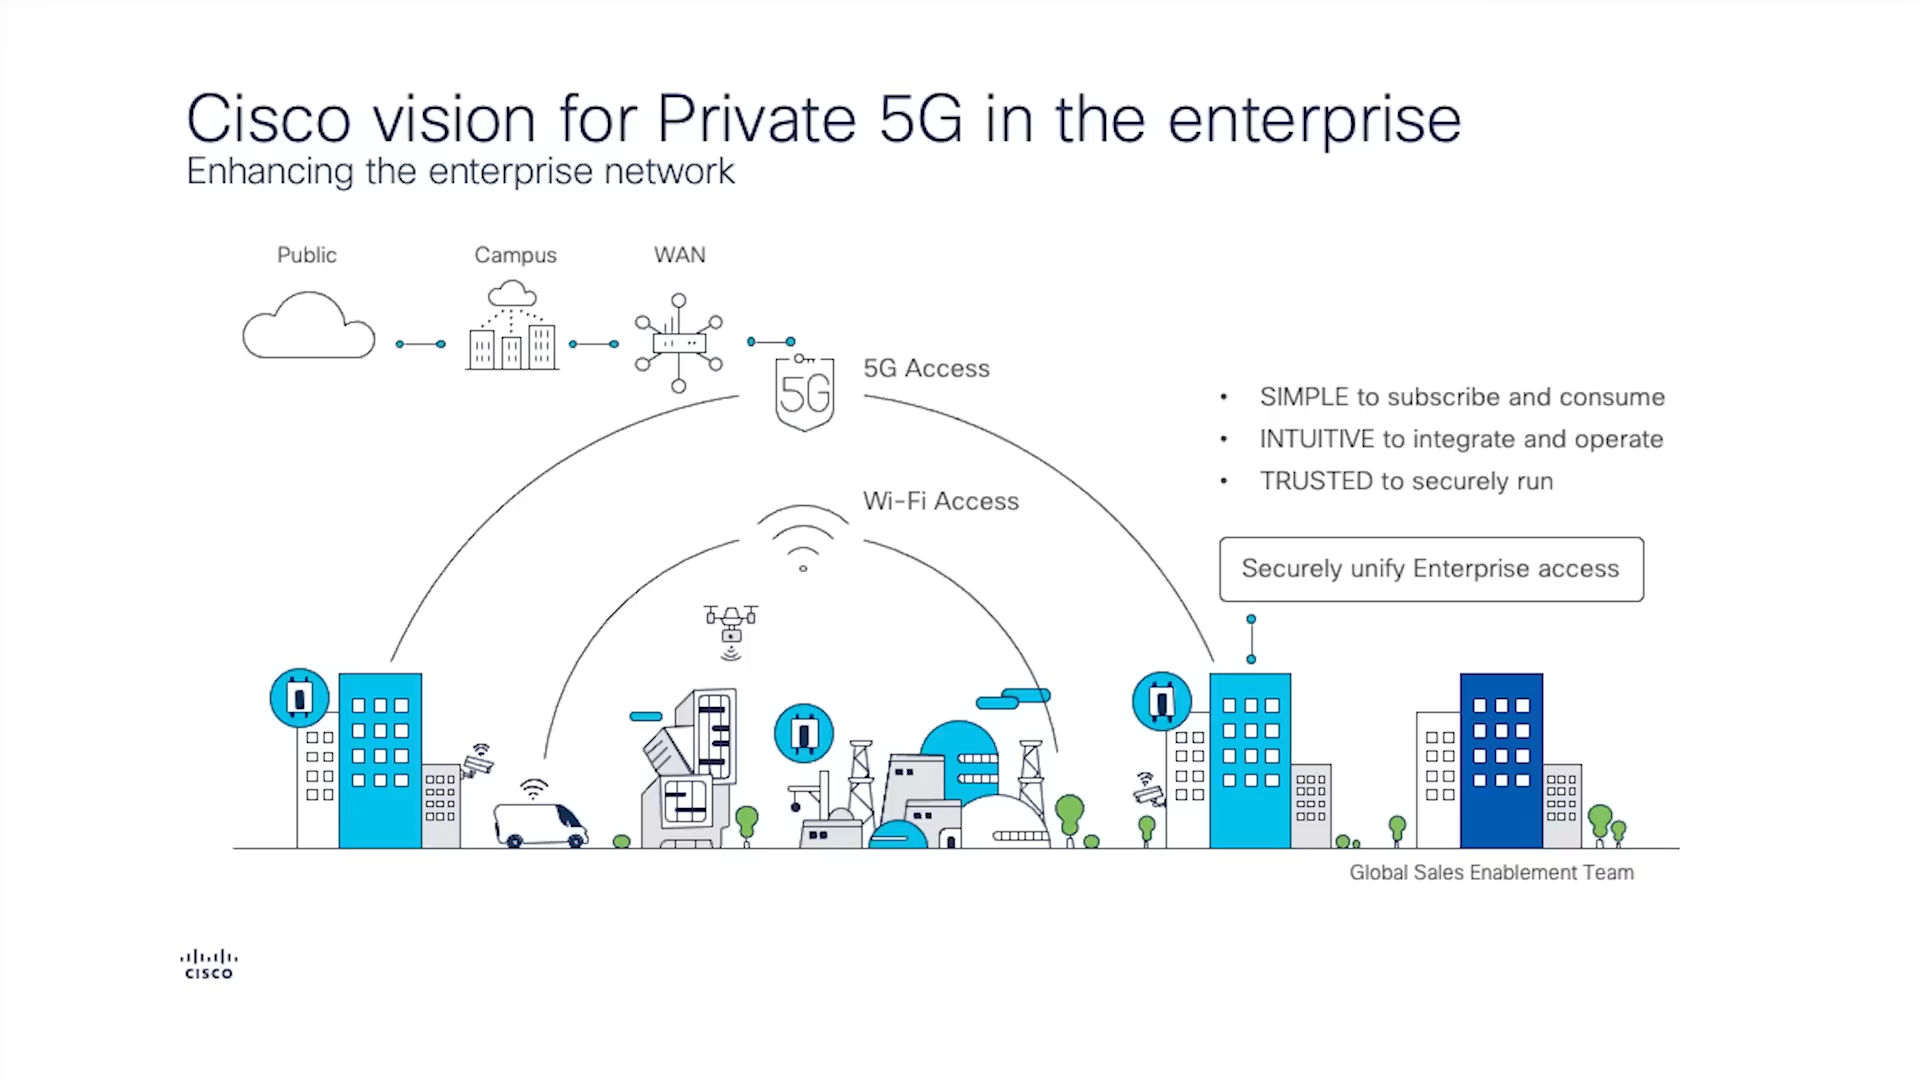 Cisco vision for Private 5G in the enterprise
Enhancing the enterprise network
Public
Campus
WAN
5G
5G Access
Wi-Fi Access
• SIMPLE to subscribe and consume
• INTUITIVE to integrate and operate
• TRUSTED to securely run
Securely unify Enterprise access
Global Sales Enablement Team
CISCO